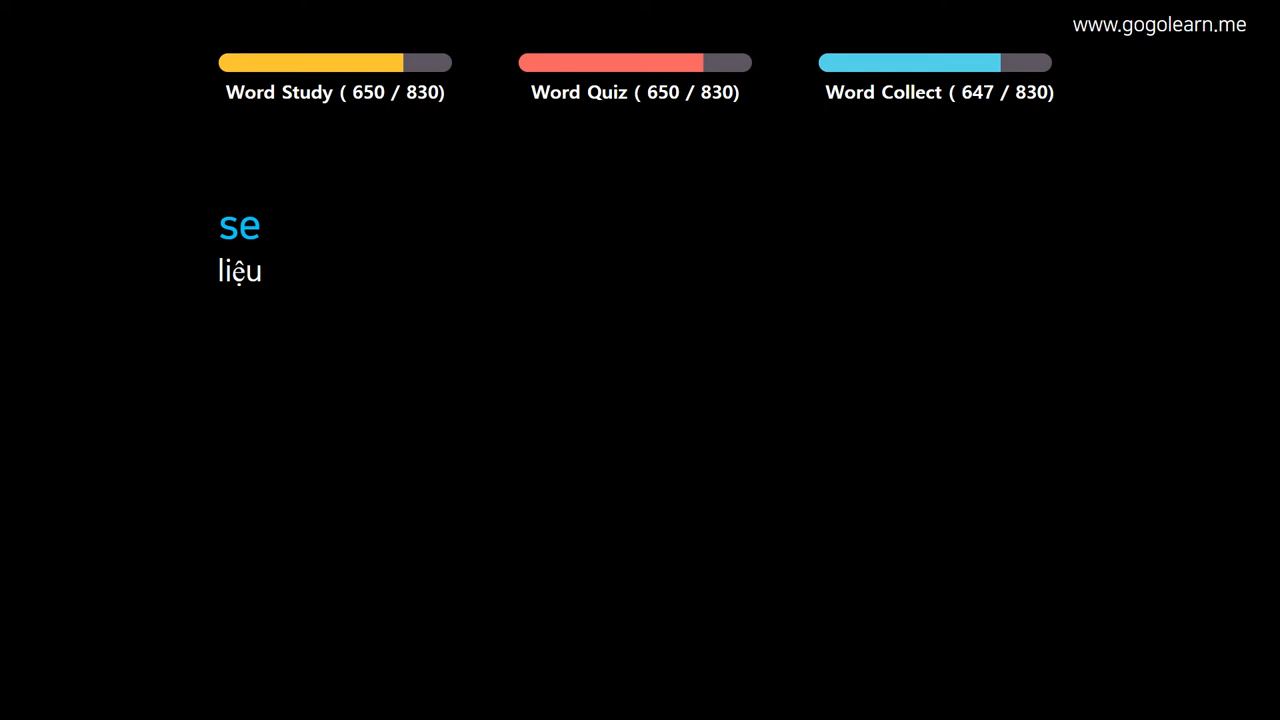 www.gogolearn.me
Word Study ( 650 / 830)
Word Quiz ( 650 / 830)
Word Collect ( 647 / 830)
se
liệu